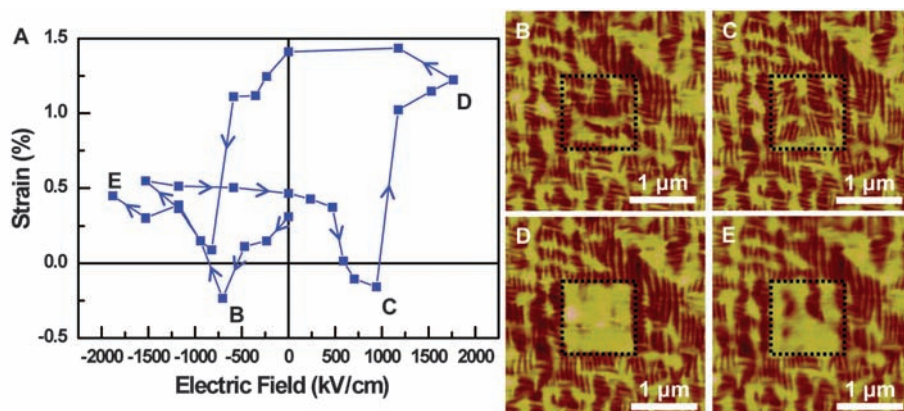 A
Strain (%)
1.5
1.0
0.5
0.0
-0.5
E
D
B
C
-2000 -1500 -1000 -500 0 500 1000 1500 2000
Electric Field (kV/cm)
B
1 µm
C
1 µm
D
1 µm
E
1 µm